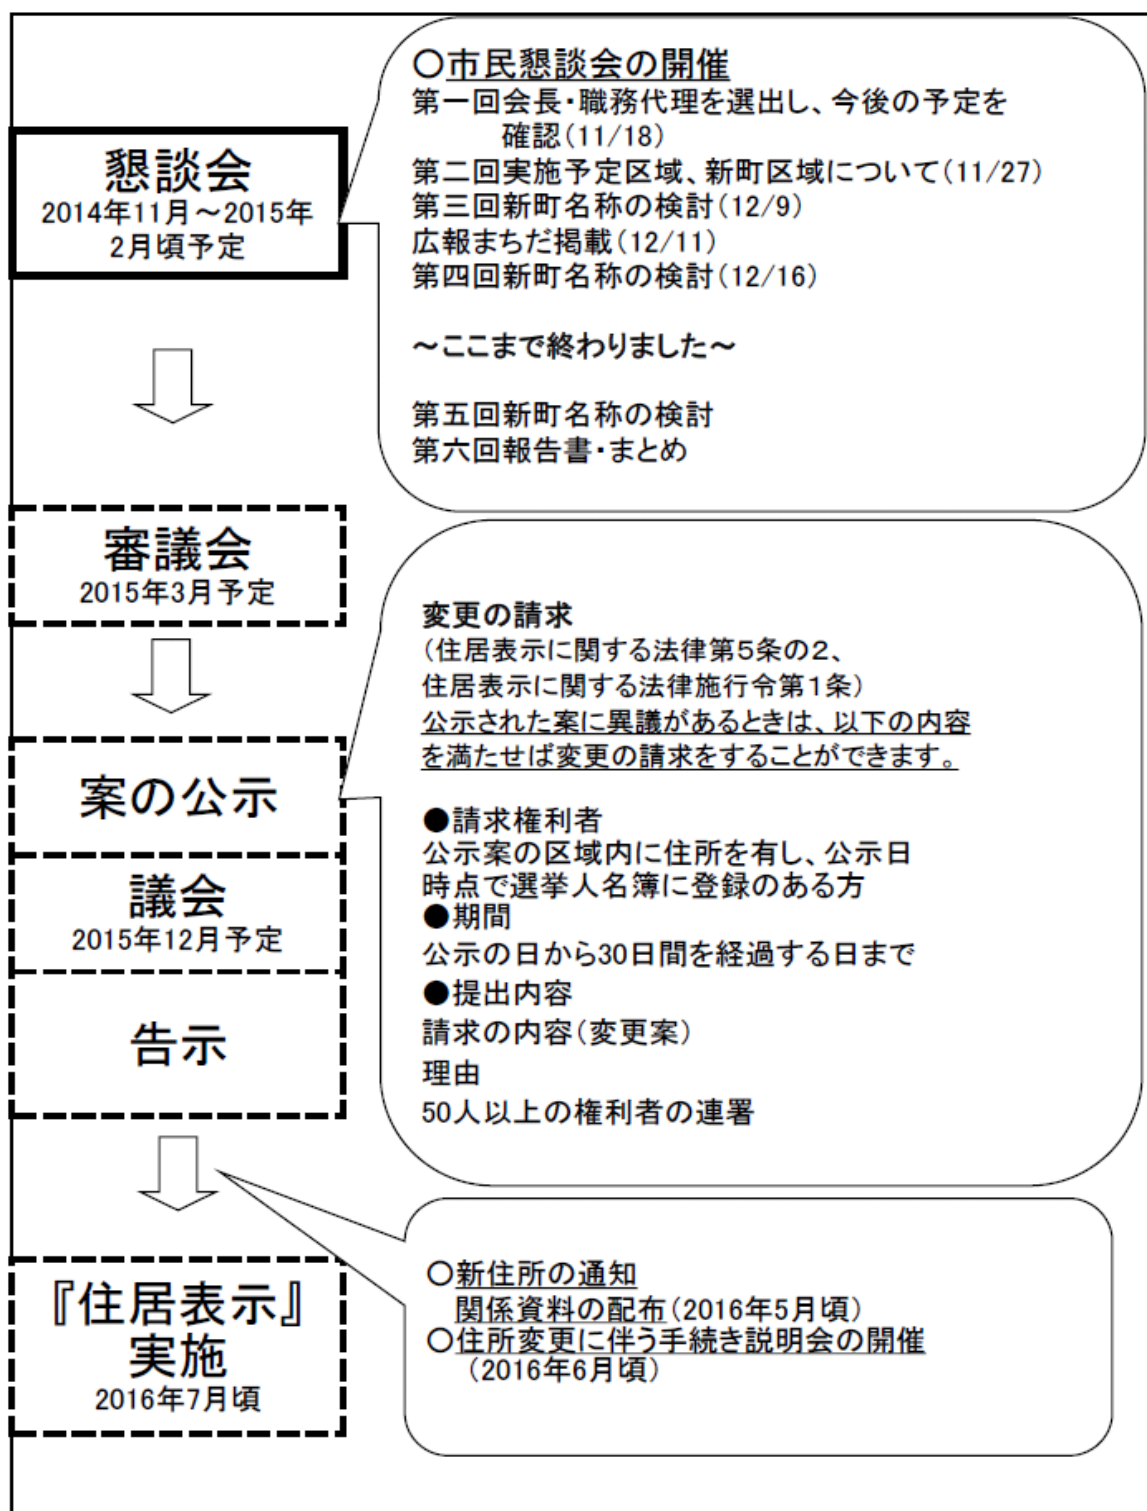 ○市民懇談会の開催
第一回会長・職務代理を選出し、今後の予定を
確認(11/18)
第二回実施予定区域、新町区域について(11/27)
第三回新町名称の検討(12/9)
広報まちだ掲載(12/11)
第四回新町名称の検討(12/16)
～ここまで終わりました～
第五回新町名称の検討
第六回報告書・まとめ
懇談会
2014年11月～2015年
2月頃予定
審議会
2015年3月予定
変更の請求
(住居表示に関する法律第5条の2、
住居表示に関する法律施行令第1条)
公示された案に異議があるときは、以下の内容
を満たせば変更の請求をすることができます。
●請求権利者
公示案の区域内に住所を有し、公示日
時点で選挙人名簿に登録のある方
●期間
公示の日から30日間を経過する日まで
●提出内容
請求の内容(変更案)
理由
50人以上の権利者の連署
案の公示
議会
2015年12月予定
告示
○新住所の通知
関係資料の配布(2016年5月頃)
○住所変更に伴う手続き説明会の開催
(2016年6月頃)
『住居表示』
実施
2016年7月頃